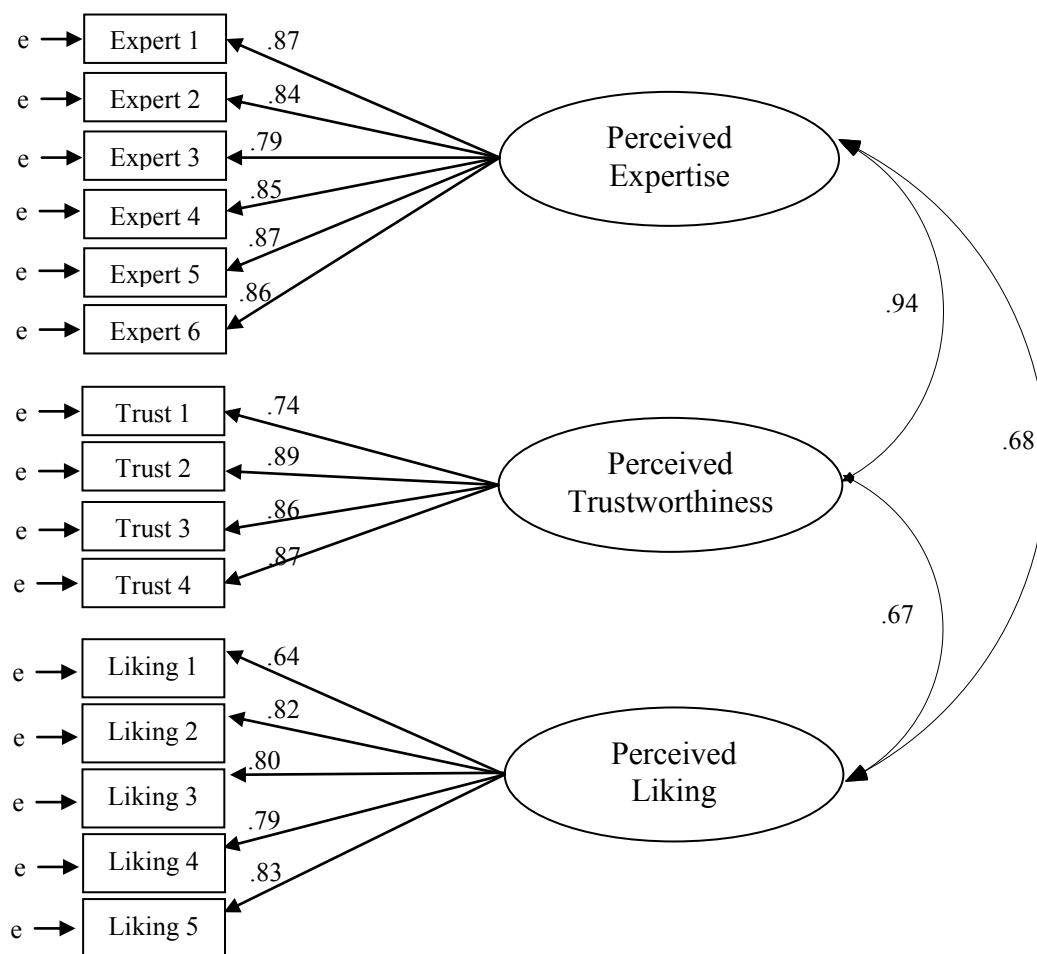 e Expert 1 .87
e Expert 2 .84
e Expert 3 .79
e Expert 4 .85
e Expert 5 .87
e Expert 6 .86
Perceived
Expertise
e Trust 1 .74
e Trust 2 .89
e Trust 3 .86
e Trust 4 .87
Perceived
Trustworthiness
e Liking 1 .64
e Liking 2 .82
e Liking 3 .80
e Liking 4 .79
e Liking 5 .83
Perceived
Liking
.94
.68
.67